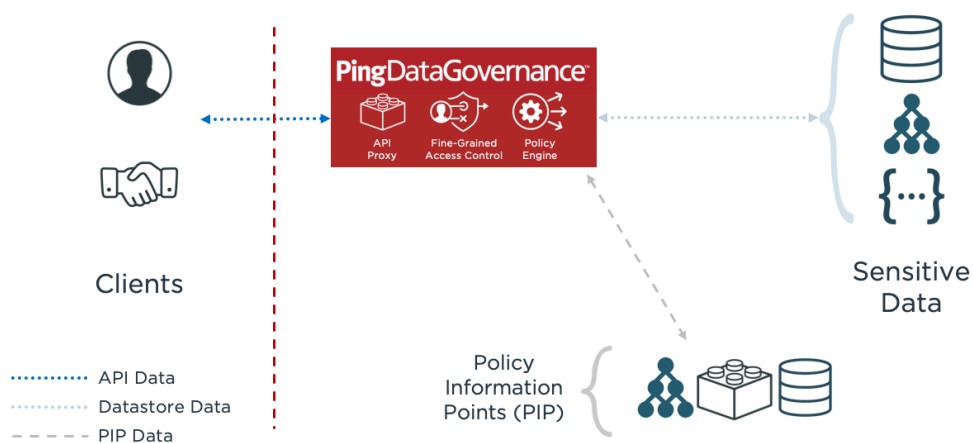 PingDataGovernance™
API
Proxy
Fine-Grained
Access Control
Policy
Engine
Clients
Sensitive
Data
{...}
Policy
Information
Points (PIP)
API Data
Datastore Data
PIP Data